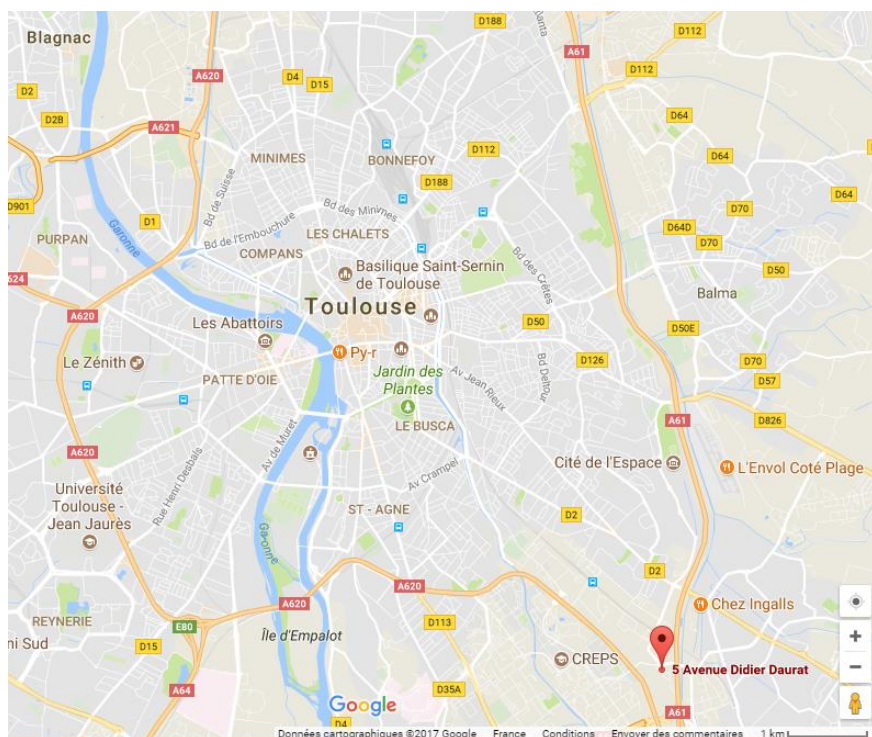 D188
anta
A61
D112
Blagnac
A620
D4
D15
D112
D2
D64
D2B
A621
MINIMES
BONNEFOY
D112
D64
D188
D64
D901
D1
Bd de Suisse
Bd des Minimes
D70
Garonne
LES CHALETS
D64D
D70
PURPAN
Bd de l'Embouchure
COMPANS
Bd des Crêtes
Basilique Saint-Sernin
de Toulouse
D50
624
Balma
Toulouse
A620
Les Abattoirs
D50
D50E
Py-r
Le Zénith
D126
D70
PATTE D'OIE
Jardin des
Plantes
Av Jean Rieux
Bd Deltour
D57
LE BUSCA
A61
D826
A620
Av de Muret
Rue Henri Desbals
Cité de l'Espace
L'Envol Coté Plage
Av Crampel
Université
Toulouse -
Jean Jaurès
ST - AGNE
D2
Garonne
D2
A620
A620
Chez Ingalls
REYNERIE
D113
E80
ni Sud
D15
Île d'Empalot
CREPS
5 Avenue Didier Daurat
A64
D35A
Google
A61
D4
Données cartographiques ©2017 Google France Conditions Envoyer des commentaires 1 km